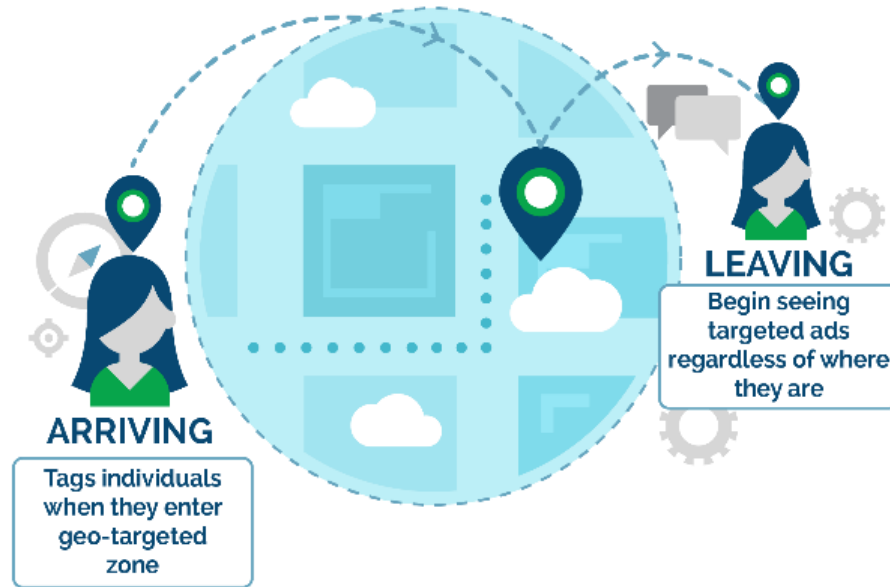 ARRIVING
Tags individuals
when they enter
geo-targeted
zone
LEAVING
Begin seeing
targeted ads
regardless of where
they are